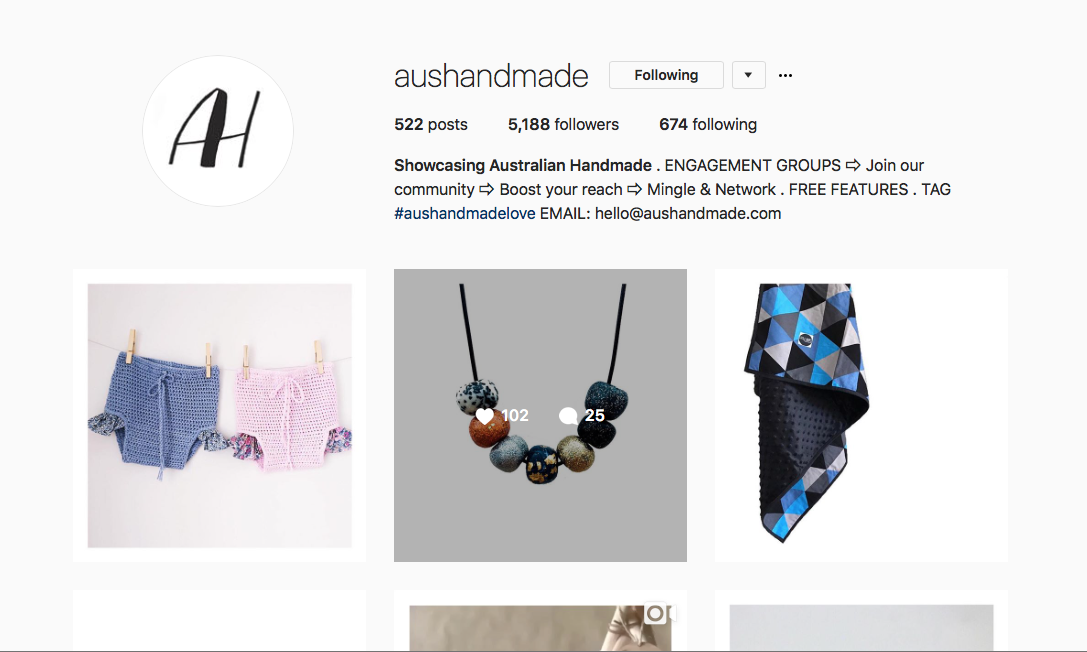 AH
aushandmade Following
522 posts 5,188 followers 674 following
Showcasing Australian Handmade . ENGAGEMENT GROUPS ⇨ Join our
community ⇨ Boost your reach ⇨ Mingle & Network . FREE FEATURES . TAG
#aushandmadelove EMAIL: hello@aushandmade.com
102 25